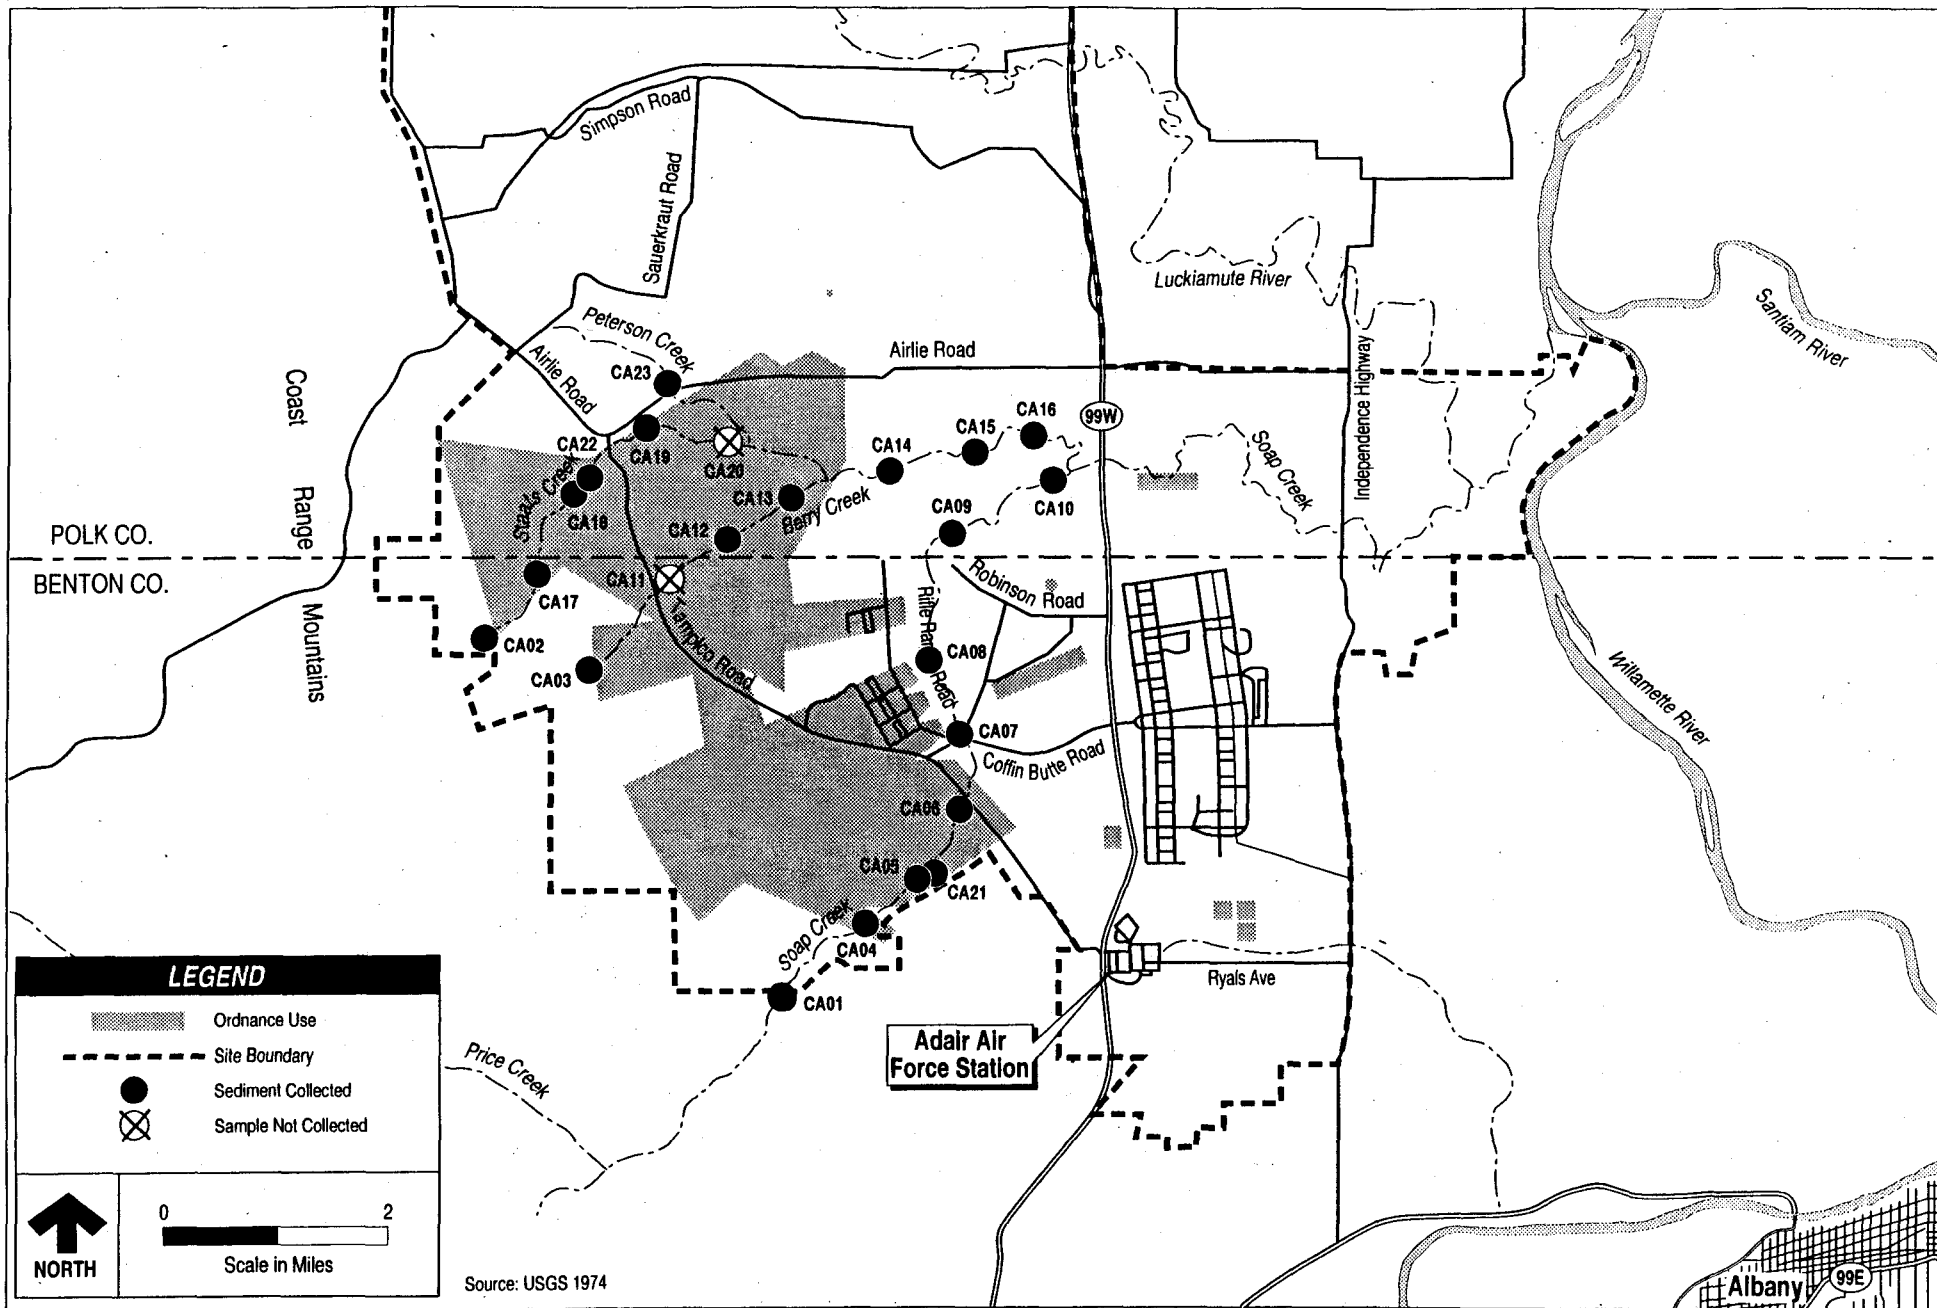 Simpson Road
Sauerkraut Road
Luckiamute River
Santiam River
Peterson Creek
Airlie Road
Airlie Road
Independence Highway
Coast
Range
Mountains
CA23
CA22
CA19
CA20
CA14
CA15
CA16
99W
Soap Creek
Staa's Creek
CA18
CA13
Berry Creek
CA09
CA10
CA12
POLK CO.
BENTON CO.
CA11
CA17
Robinson Road
Rifle Range Road
CA02
CA03
Tampico Road
CA08
Willamette River
CA07
Coffin Butte Road
CA06
CA05
CA21
Soap Creek
CA04
CA01
Ryals Ave
Adair Air
Force Station
Price Creek
LEGEND
Ordnance Use
Site Boundary
Sediment Collected
Sample Not Collected
NORTH
0 2
Scale in Miles
Source: USGS 1974
Albany
99E